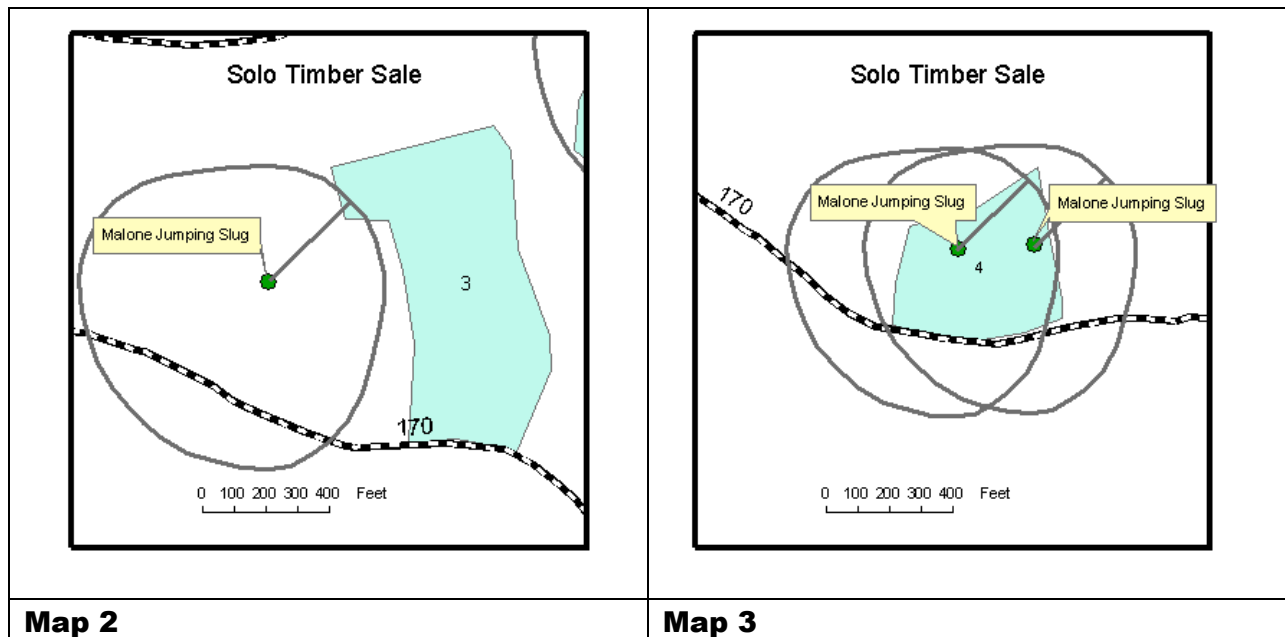 Solo Timber Sale
Malone Jumping Slug
3
170
0 100 200 300 400 Feet
Map 2
Solo Timber Sale
170
Malone Jumping Slug
Malone Jumping Slug
4
0 100 200 300 400 Feet
Map 3